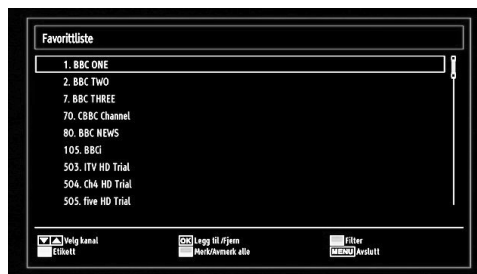 Favorittliste
1. BBC ONE
2. BBC TWO
7. BBC THREE
70. CBBC Channel
80. BBC NEWS
105. BBCi
503. ITV HD Trial
504. Ch4 HD Trial
505. five HD Trial
Velg kanal OK Legg til /Fjern Filter
Etikett Merk/Avmerk alle MENU Avslutt